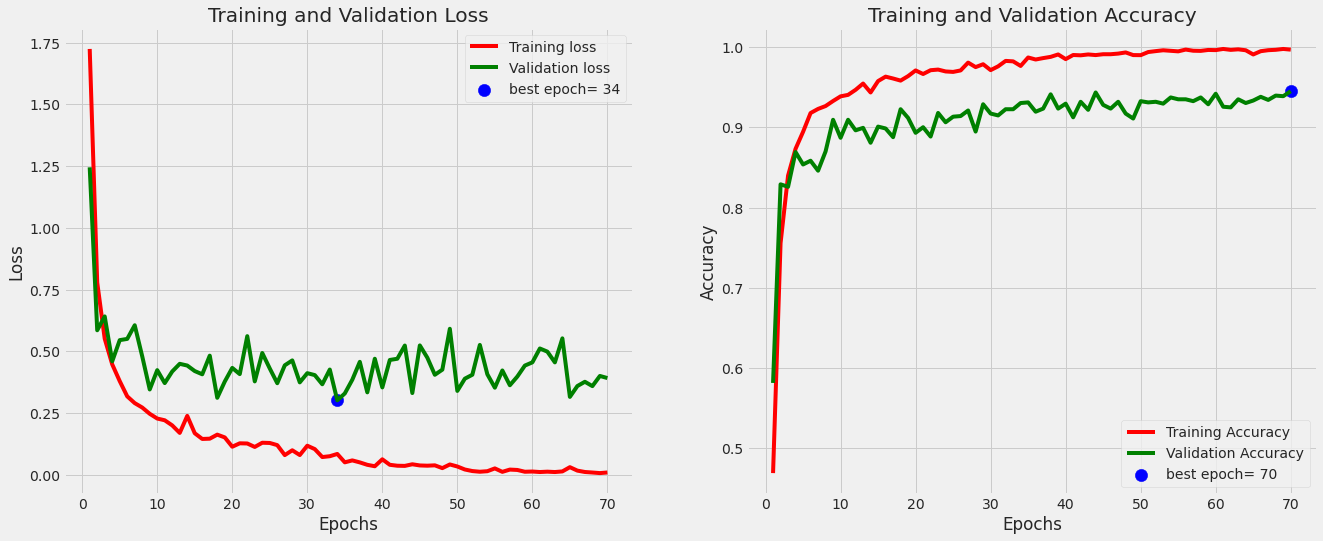 Training and Validation Loss
1.75
1.50
1.25
1.00
0.75
0.50
0.25
0.00
Loss
0 10 20 30 40 50 60 70
Epochs
Training loss
Validation loss
best epoch= 34
Training and Validation Accuracy
1.0
0.9
0.8
0.7
0.6
0.5
Accuracy
0 10 20 30 40 50 60 70
Epochs
Training Accuracy
Validation Accuracy
best epoch= 70